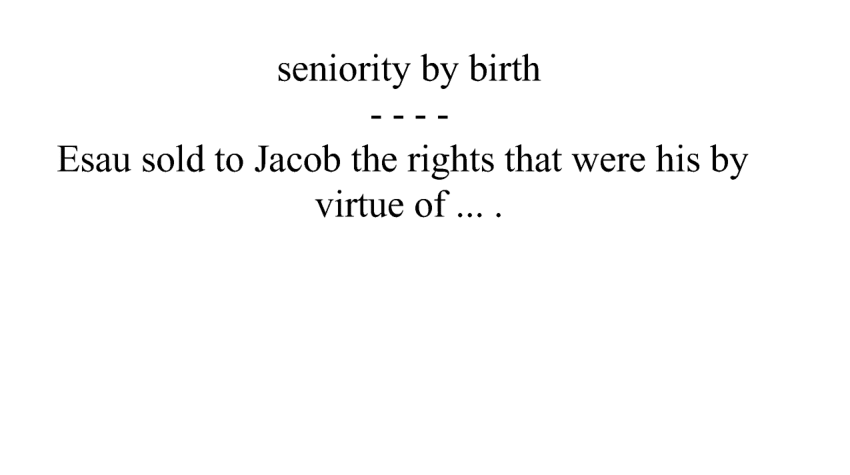 seniority by birth
- - - -
Esau sold to Jacob the rights that were his by
virtue of ... .